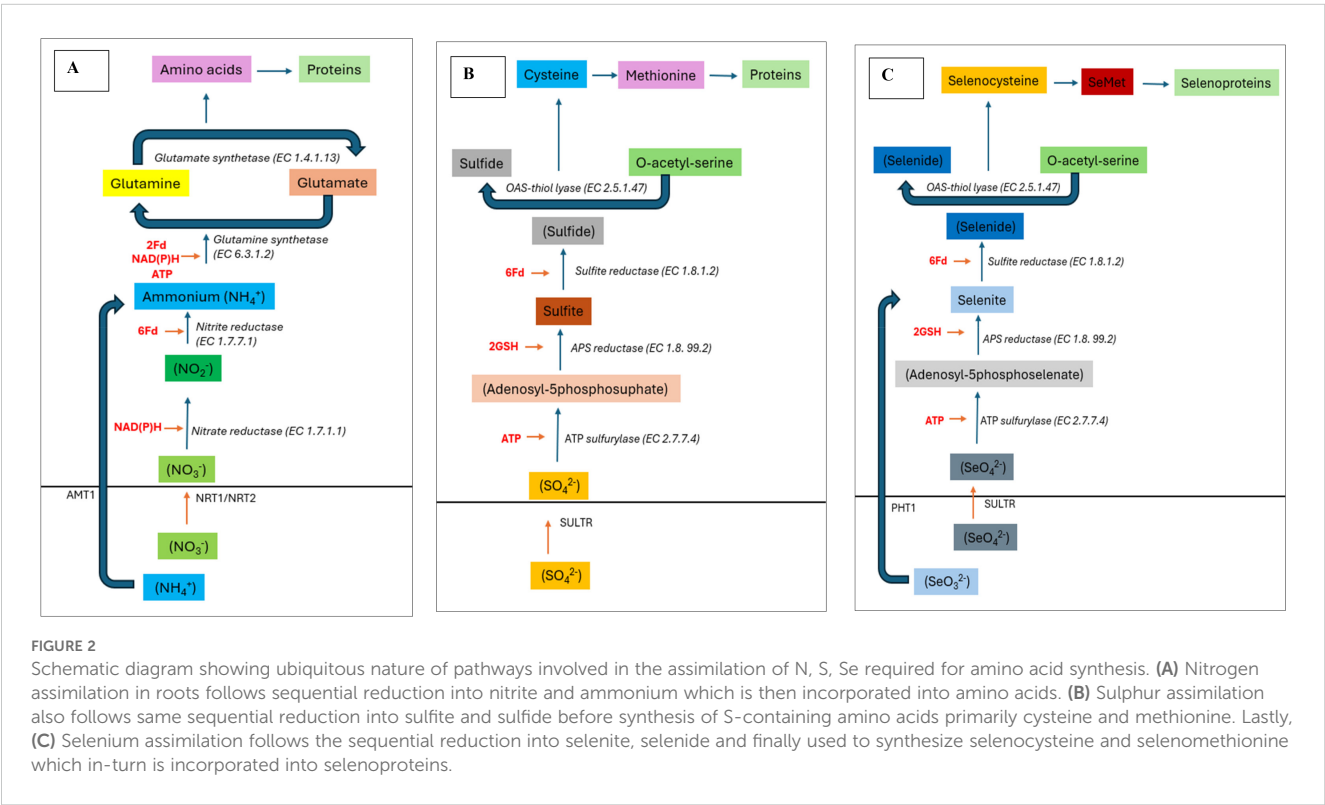 A
Amino acids
Proteins
Glutamate synthetase (EC 1.4.1.13)
Glutamine
Glutamate
2Fd
NAD(P)H
ATP
Glutamine synthetase
(EC 6.3.1.2)
Ammonium (NH₄⁺)
6Fd
Nitrite reductase
(EC 1.7.7.1)
(NO₂⁻)
NAD(P)H
Nitrate reductase (EC 1.7.1.1)
(NO₃⁻)
AMT1
NRT1/NRT2
(NO₃⁻)
(NH₄⁺)
B
Cysteine
Methionine
Proteins
Sulfide
O-acetyl-serine
OAS-thiol lyase (EC 2.5.1.47)
(Sulfide)
6Fd
Sulfite reductase (EC 1.8.1.2)
Sulfite
2GSH
APS reductase (EC 1.8. 99.2)
(Adenosyl-5phosphosuphate)
ATP
ATP sulfurylase (EC 2.7.7.4)
(SO₄²⁻)
SULTR
(SO₄²⁻)
C
Selenocysteine
SeMet
Selenoproteins
(Selenide)
O-acetyl-serine
OAS-thiol lyase (EC 2.5.1.47)
(Selenide)
6Fd
Sulfite reductase (EC 1.8.1.2)
Selenite
2GSH
APS reductase (EC 1.8. 99.2)
(Adenosyl-5phosphoselenate)
ATP
ATP sulfurylase (EC 2.7.7.4)
(SeO₄²⁻)
PHT1
SULTR
(SeO₄²⁻)
(SeO₃²⁻)
FIGURE 2
Schematic diagram showing ubiquitous nature of pathways involved in the assimilation of N, S, Se required for amino acid synthesis. (A) Nitrogen
assimilation in roots follows sequential reduction into nitrite and ammonium which is then incorporated into amino acids. (B) Sulphur assimilation
also follows same sequential reduction into sulfite and sulfide before synthesis of S-containing amino acids primarily cysteine and methionine. Lastly,
(C) Selenium assimilation follows the sequential reduction into selenite, selenide and finally used to synthesize selenocysteine and selenomethionine
which in-turn is incorporated into selenoproteins.